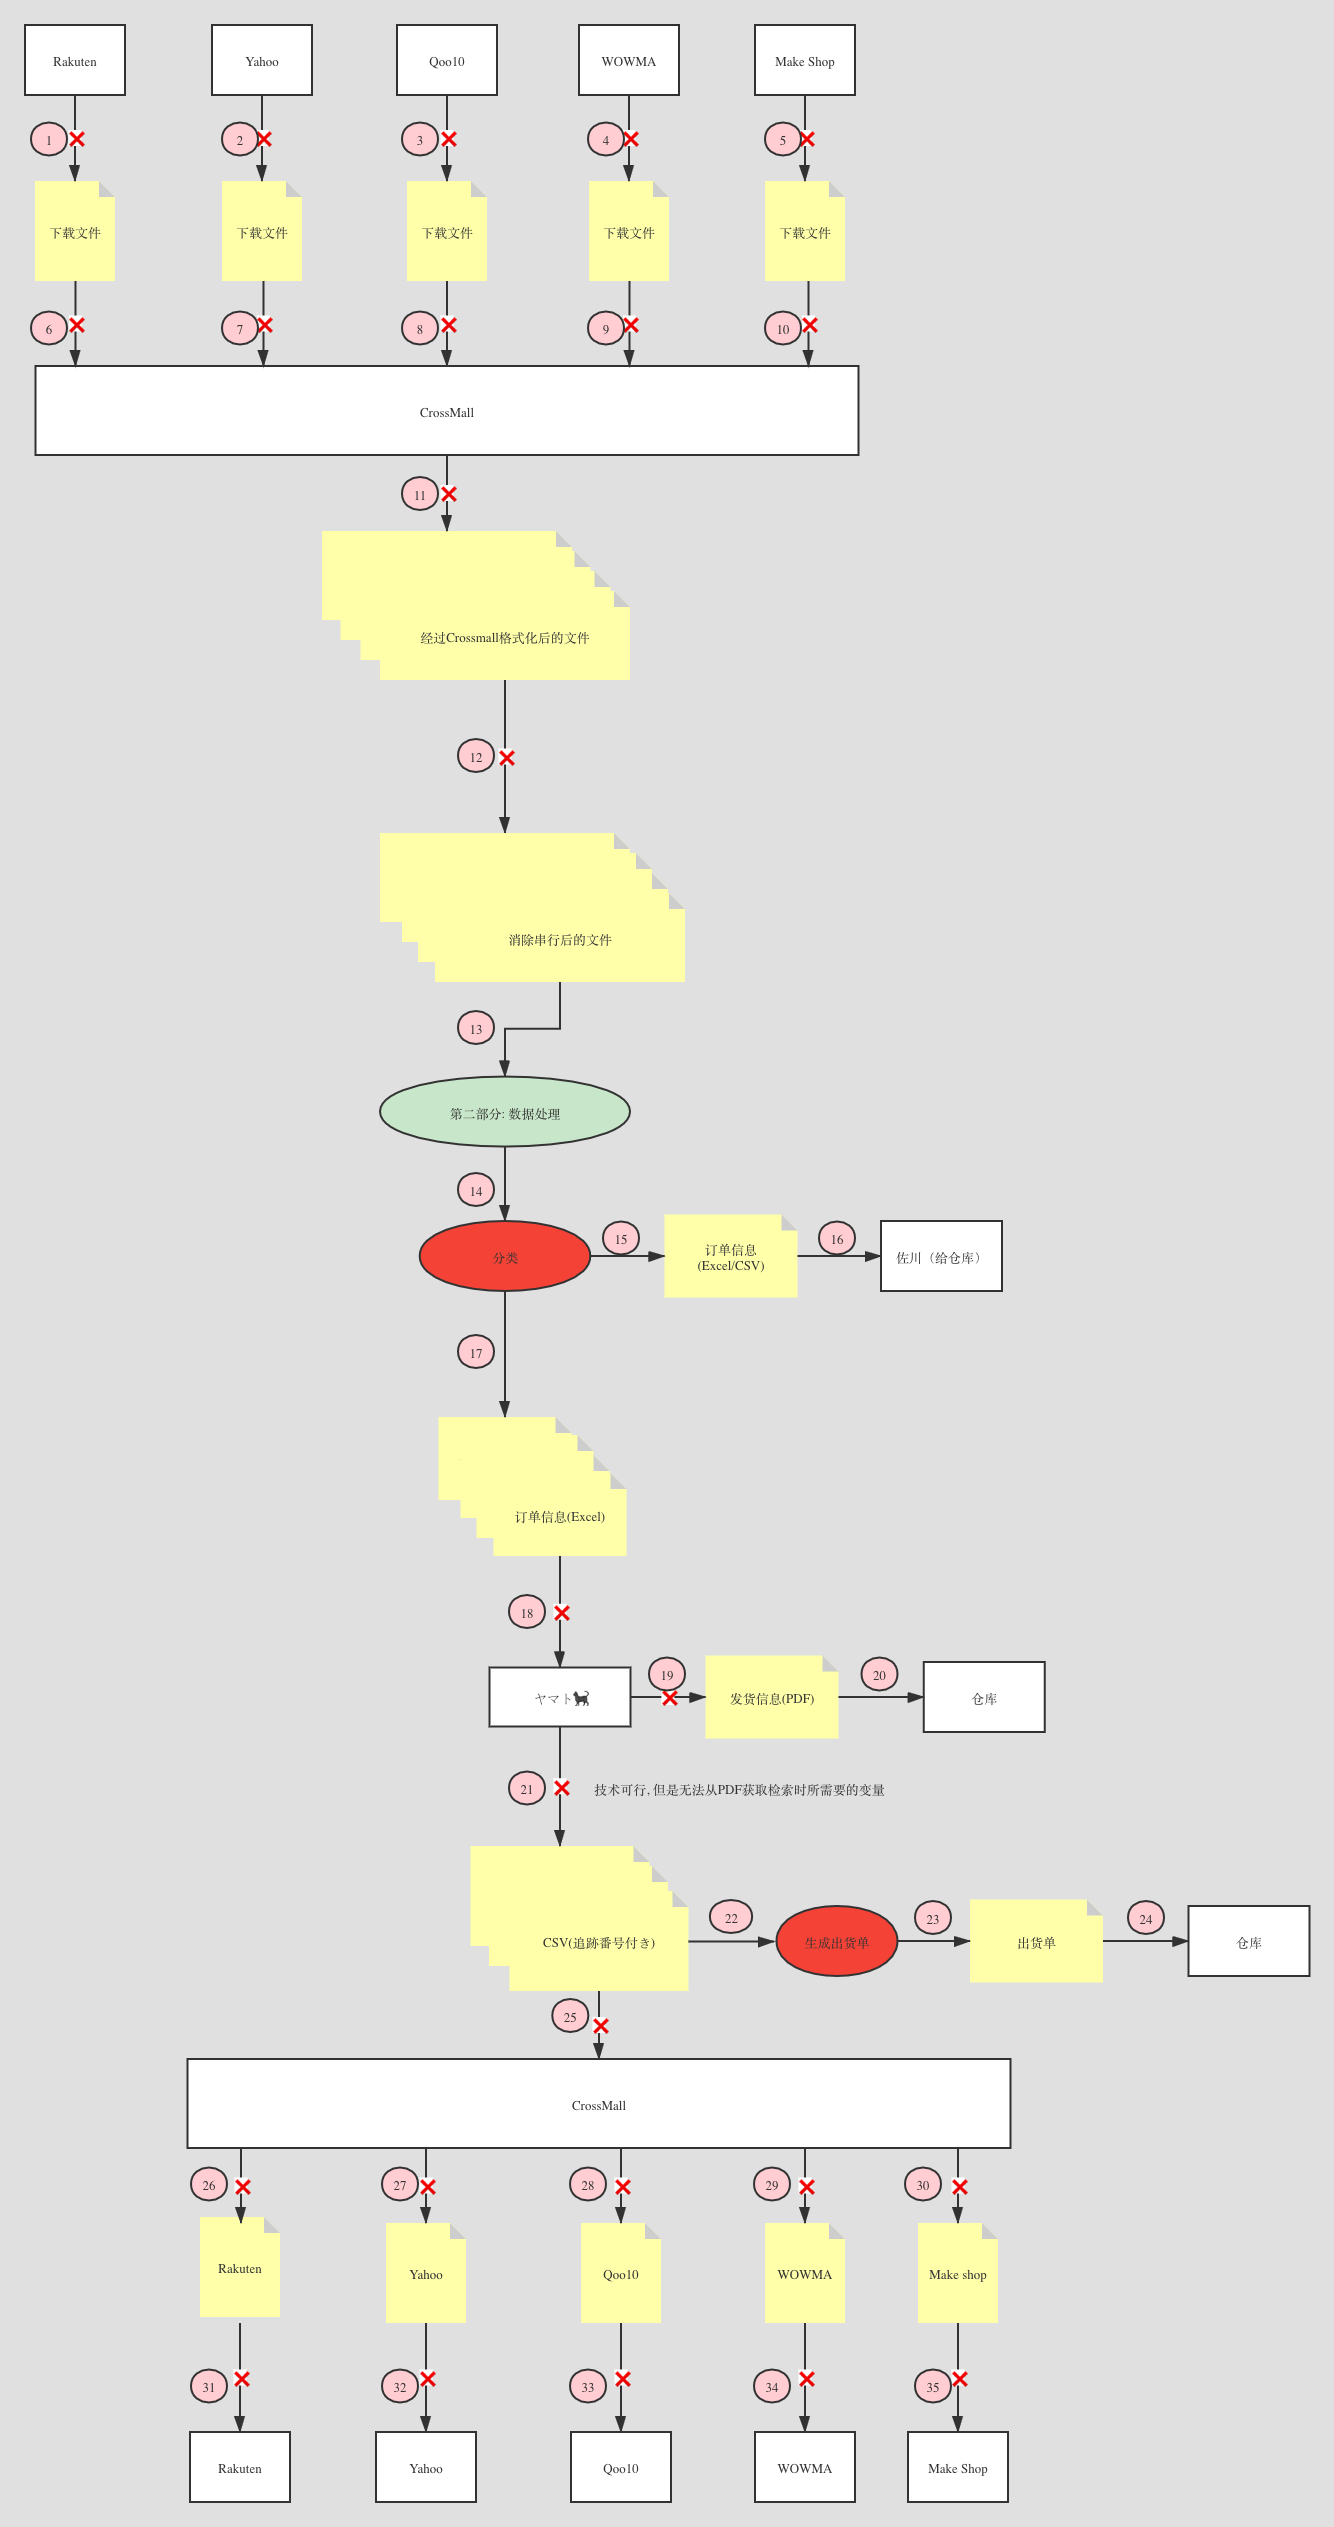 Rakuten
Yahoo
Qoo10
WOWMA
Make Shop
1
2
3
4
5
下载文件
下载文件
下载文件
下载文件
下载文件
6
7
8
9
10
CrossMall
11
经过Crossmall格式化后的文件
12
消除串行后的文件
13
第二部分: 数据处理
14
分类
15
订单信息
(Excel/CSV)
16
佐川（给仓库）
17
订单信息(Excel)
18
ヤマト🐈‍⬛
19
发货信息(PDF)
20
仓库
21
技术可行, 但是无法从PDF获取检索时所需要的变量
CSV(追跡番号付き)
22
生成出货单
23
出货单
24
仓库
25
CrossMall
26
27
28
29
30
Rakuten
Yahoo
Qoo10
WOWMA
Make shop
31
32
33
34
35
Rakuten
Yahoo
Qoo10
WOWMA
Make Shop